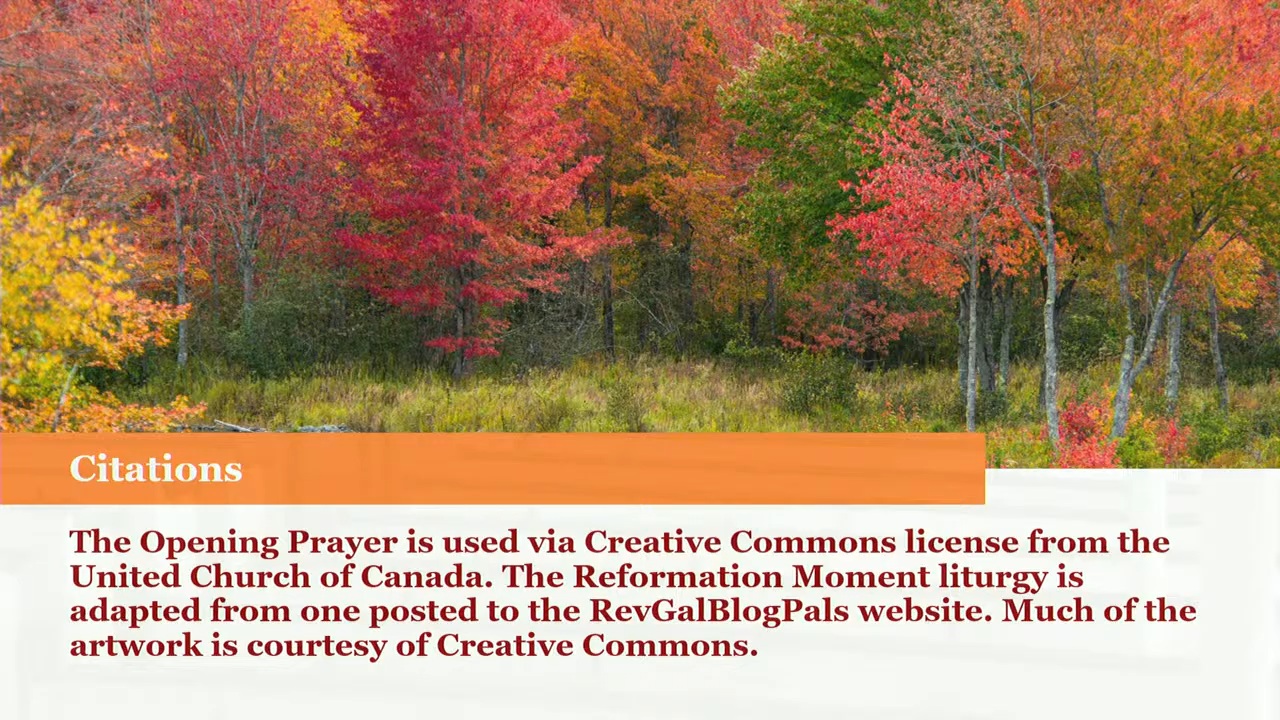 Citations
The Opening Prayer is used via Creative Commons license from the
United Church of Canada. The Reformation Moment liturgy is
adapted from one posted to the RevGalBlogPals website. Much of the
artwork is courtesy of Creative Commons.